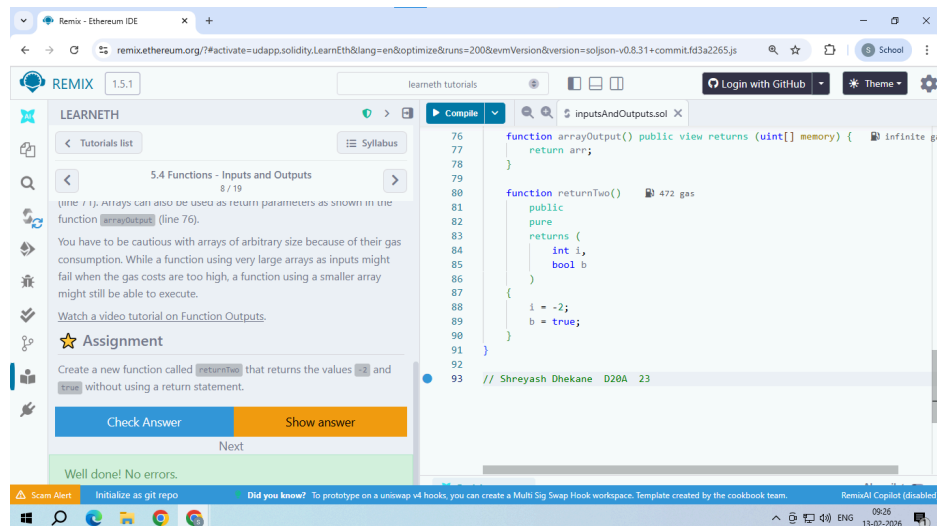 Remix - Ethereum IDE
remix.ethereum.org/?#activate=udapp.solidity.LearnEth&lang=en&optimize&runs=200&evmVersion&version=soljson-v0.8.31+commit.fd3a2265.js
School
REMIX 1.5.1
learneth tutorials
Login with GitHub
Theme
LEARNETH
Compile
inputsAndOutputs.sol
Tutorials list
Syllabus
5.4 Functions - Inputs and Outputs
8 / 19
(line 71). Arrays can also be used as return parameters as shown in the
function arrayOutput (line 76).
You have to be cautious with arrays of arbitrary size because of their gas
consumption. While a function using very large arrays as inputs might
fail when the gas costs are too high, a function using a smaller array
might still be able to execute.
Watch a video tutorial on Function Outputs.
Assignment
Create a new function called returnTwo that returns the values -2 and
true without using a return statement.
Check Answer
Show answer
Next
Well done! No errors.
76 function arrayOutput() public view returns (uint[] memory) { infinite ga
77 return arr;
78 }
79
80 function returnTwo() 472 gas
81 public
82 pure
83 returns (
84 int i,
85 bool b
86 )
87 {
88 i = -2;
89 b = true;
90 }
91 }
92
93 // Shreyash Dhekane D20A 23
Scam Alert
Initialize as git repo
Did you know? To prototype on a uniswap v4 hooks, you can create a Multi Sig Swap Hook workspace. Template created by the cookbook team.
RemixAI Copilot (disabled
ENG
09:26
13-02-2026